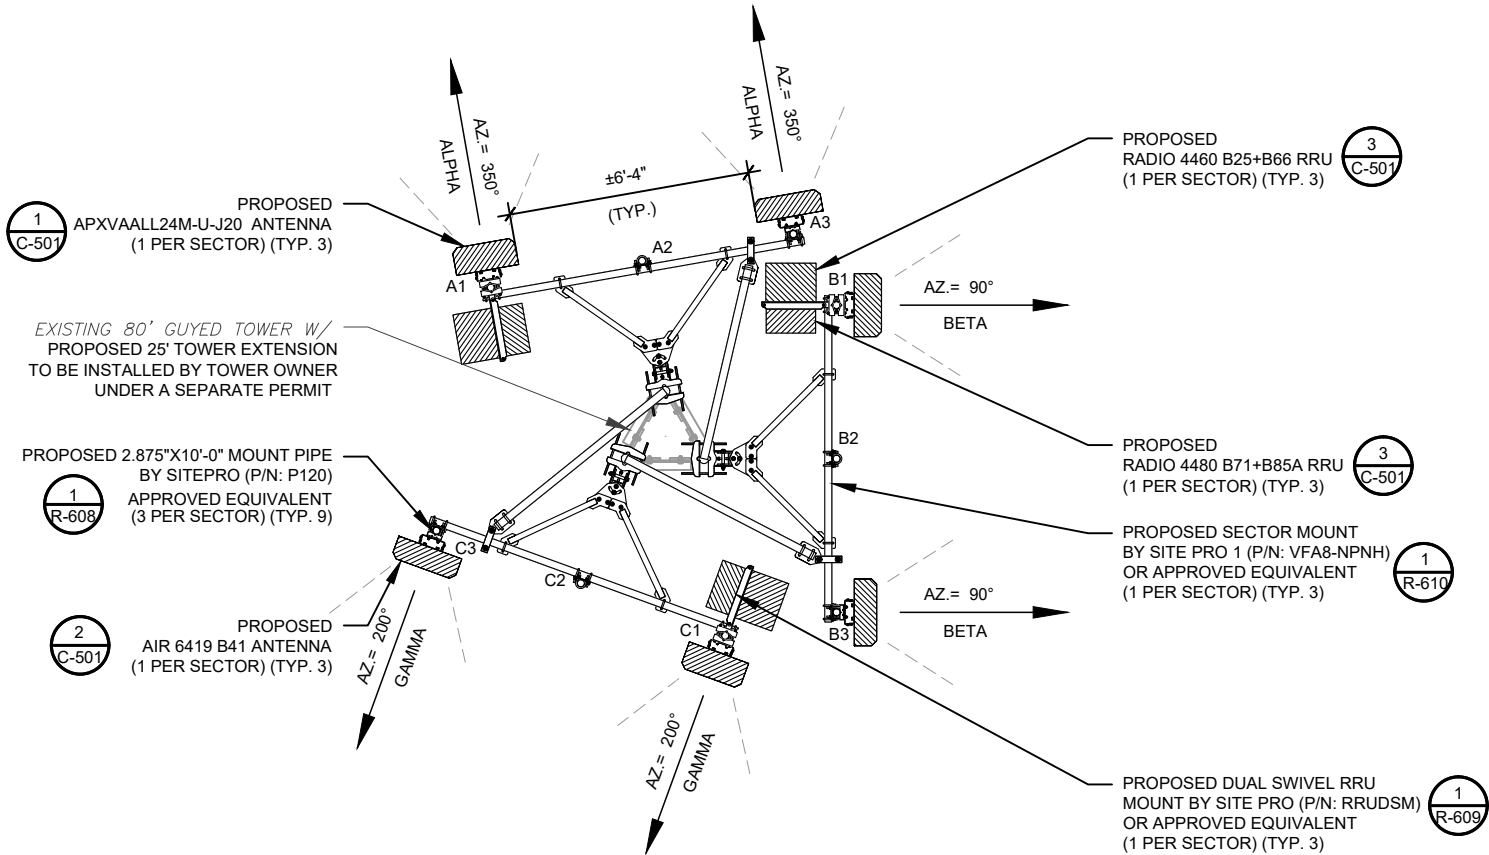 AZ.= 350°
ALPHA
AZ.= 350°
ALPHA
±6'-4"
(TYP.)
PROPOSED
APXVAALL24M-U-J20 ANTENNA
(1 PER SECTOR) (TYP. 3)
1
C-501
A1
A2
A3
PROPOSED
RADIO 4460 B25+B66 RRU
(1 PER SECTOR) (TYP. 3)
3
C-501
B1
AZ.= 90°
BETA
EXISTING 80' GUYED TOWER W/
PROPOSED 25' TOWER EXTENSION
TO BE INSTALLED BY TOWER OWNER
UNDER A SEPARATE PERMIT
B2
PROPOSED
RADIO 4480 B71+B85A RRU
(1 PER SECTOR) (TYP. 3)
3
C-501
PROPOSED 2.875"X10'-0" MOUNT PIPE
BY SITEPRO (P/N: P120)
APPROVED EQUIVALENT
(3 PER SECTOR) (TYP. 9)
1
R-608
PROPOSED SECTOR MOUNT
BY SITE PRO 1 (P/N: VFA8-NPNH)
OR APPROVED EQUIVALENT
(1 PER SECTOR) (TYP. 3)
1
R-610
C3
C2
C1
B3
AZ.= 90°
BETA
2
C-501
PROPOSED
AIR 6419 B41 ANTENNA
(1 PER SECTOR) (TYP. 3)
AZ.= 200°
GAMMA
AZ.= 200°
GAMMA
PROPOSED DUAL SWIVEL RRU
MOUNT BY SITE PRO (P/N: RRUDSM)
OR APPROVED EQUIVALENT
(1 PER SECTOR) (TYP. 3)
1
R-609